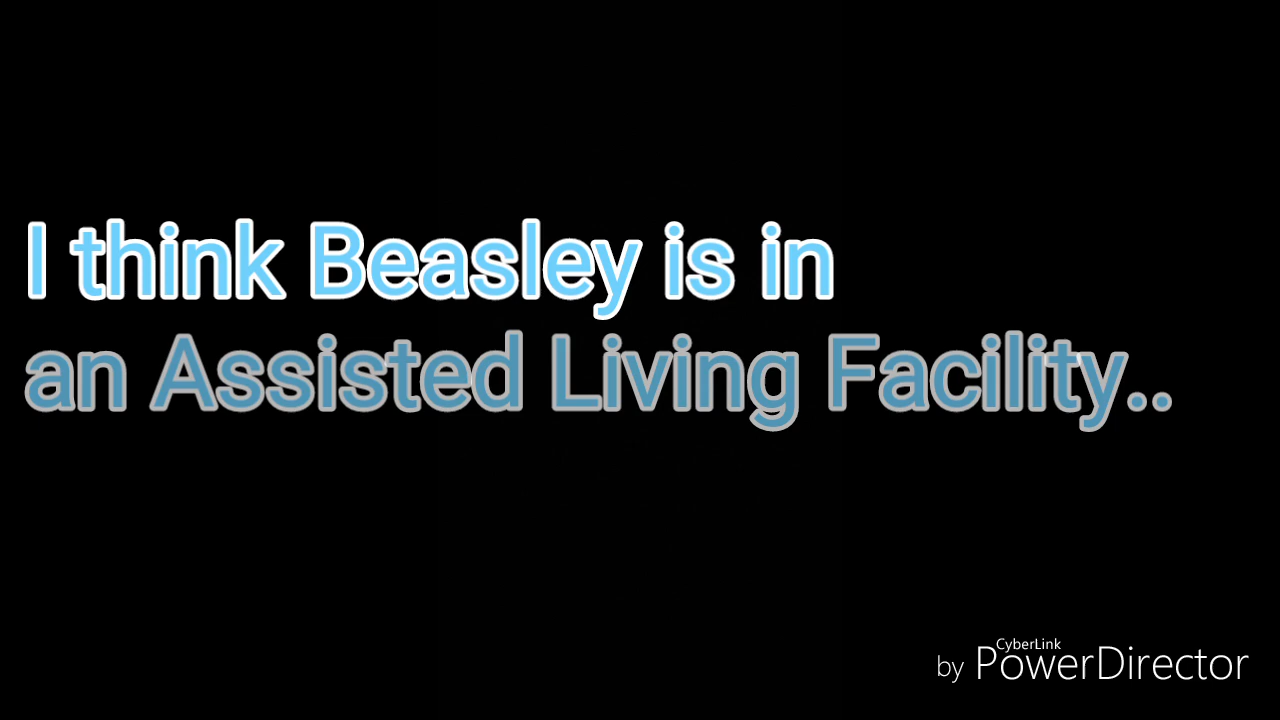 I think Beasley is in
an Assisted Living Facility..
CyberLink
by PowerDirector